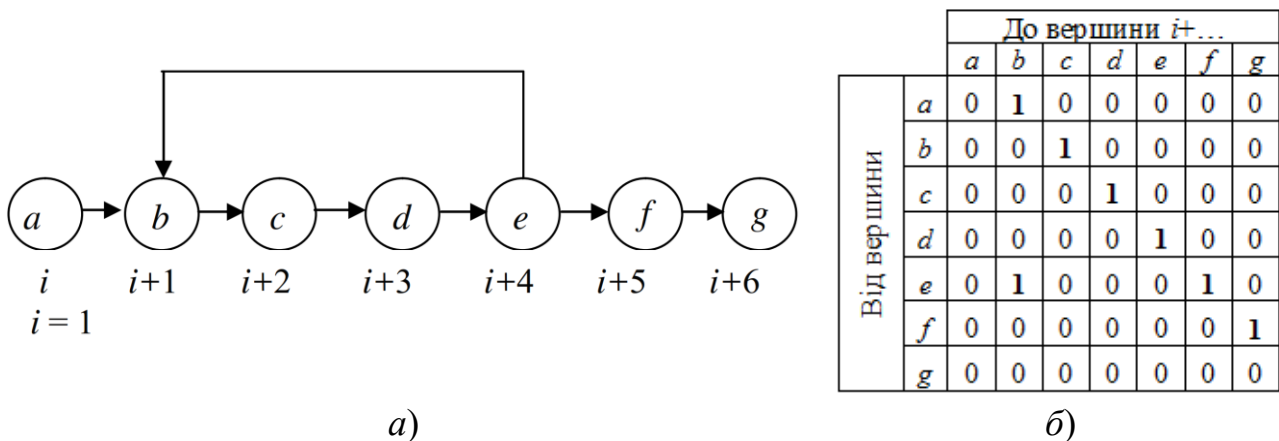 a b c d e f g
i i+1 i+2 i+3 i+4 i+5 i+6
i = 1
а)
До вершини i+…
a b c d e f g
Від вершини
a 0 1 0 0 0 0 0
b 0 0 1 0 0 0 0
c 0 0 0 1 0 0 0
d 0 0 0 0 1 0 0
e 0 1 0 0 0 1 0
f 0 0 0 0 0 0 1
g 0 0 0 0 0 0 0
б)